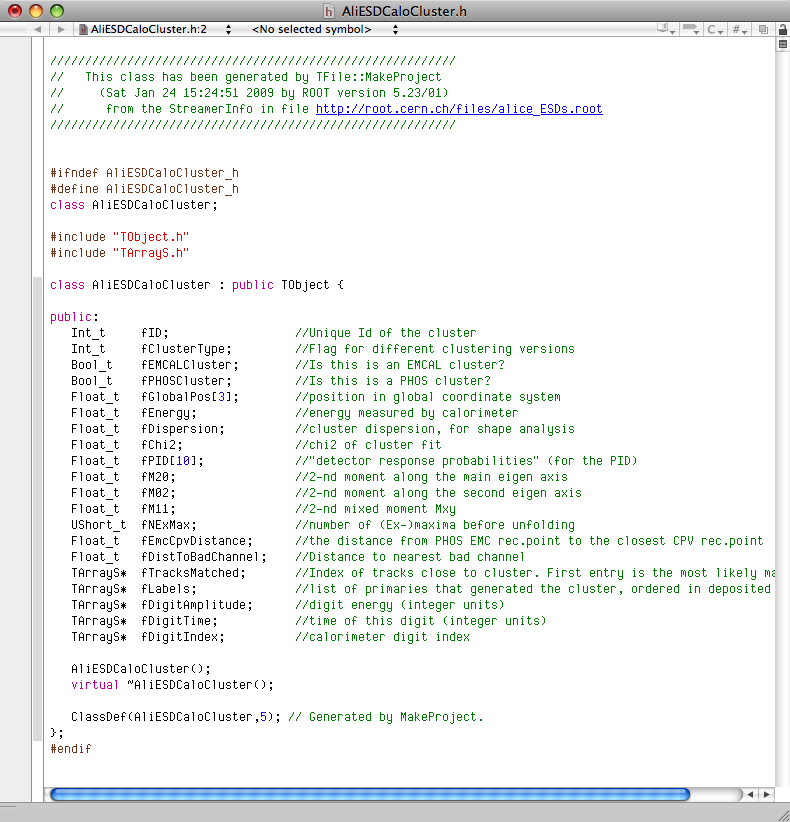 AliESDCaloCluster.h
AliESDCaloCluster.h:2 <No selected symbol> C #
////////////////////////////////////////////////////////// 
//   This class has been generated by TFile::MakeProject
//     (Sat Jan 24 15:24:51 2009 by ROOT version 5.23/01)
//      from the StreamerInfo in file http://root.cern.ch/files/alice_ESDs.root
//////////////////////////////////////////////////////////
#ifndef AliESDCaloCluster_h
#define AliESDCaloCluster_h
class AliESDCaloCluster;
#include "TObject.h"
#include "TArrayS.h"
class AliESDCaloCluster : public TObject {
public:
   Int_t     fID;                  //Unique Id of the cluster
   Int_t     fClusterType;         //Flag for different clustering versions
   Bool_t    fEMCALCluster;        //Is this is an EMCAL cluster?
   Bool_t    fPHOSCluster;         //Is this is a PHOS cluster?
   Float_t   fGlobalPos[3];        //position in global coordinate system
   Float_t   fEnergy;              //energy measured by calorimeter
   Float_t   fDispersion;          //cluster dispersion, for shape analysis
   Float_t   fChi2;                //chi2 of cluster fit
   Float_t   fPID[10];             //"detector response probabilities" (for the PID)
   Float_t   fM20;                 //2-nd moment along the main eigen axis
   Float_t   fM02;                 //2-nd moment along the second eigen axis
   Float_t   fM11;                 //2-nd mixed moment Mxy
   UShort_t  fNExMax;              //number of (Ex-)maxima before unfolding
   Float_t   fEmcCpvDistance;      //the distance from PHOS EMC rec.point to the closest CPV rec.point
   Float_t   fDistToBadChannel;    //Distance to nearest bad channel
   TArrayS*  fTracksMatched;       //Index of tracks close to cluster. First entry is the most likely ma
   TArrayS*  fLabels;              //list of primaries that generated the cluster, ordered in deposited
   TArrayS*  fDigitAmplitude;      //digit energy (integer units)
   TArrayS*  fDigitTime;           //time of this digit (integer units)
   TArrayS*  fDigitIndex;          //calorimeter digit index
   AliESDCaloCluster();
   virtual ~AliESDCaloCluster();
   ClassDef(AliESDCaloCluster,5); // Generated by MakeProject.
};
#endif